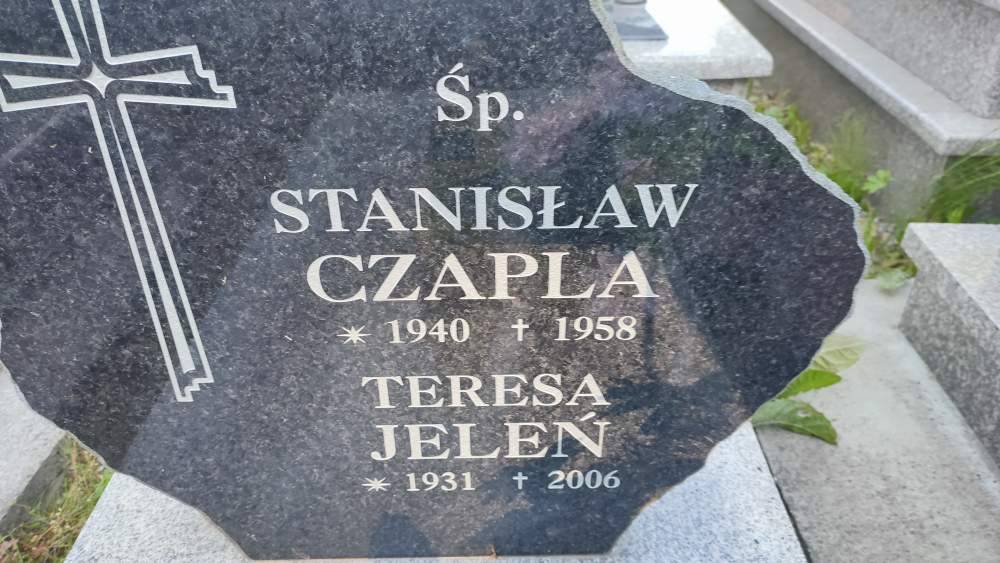 Śp.
STANISŁAW
CZAPLA
✴ 1940 † 1958
TERESA
JELEŃ
✴ 1931 † 2006